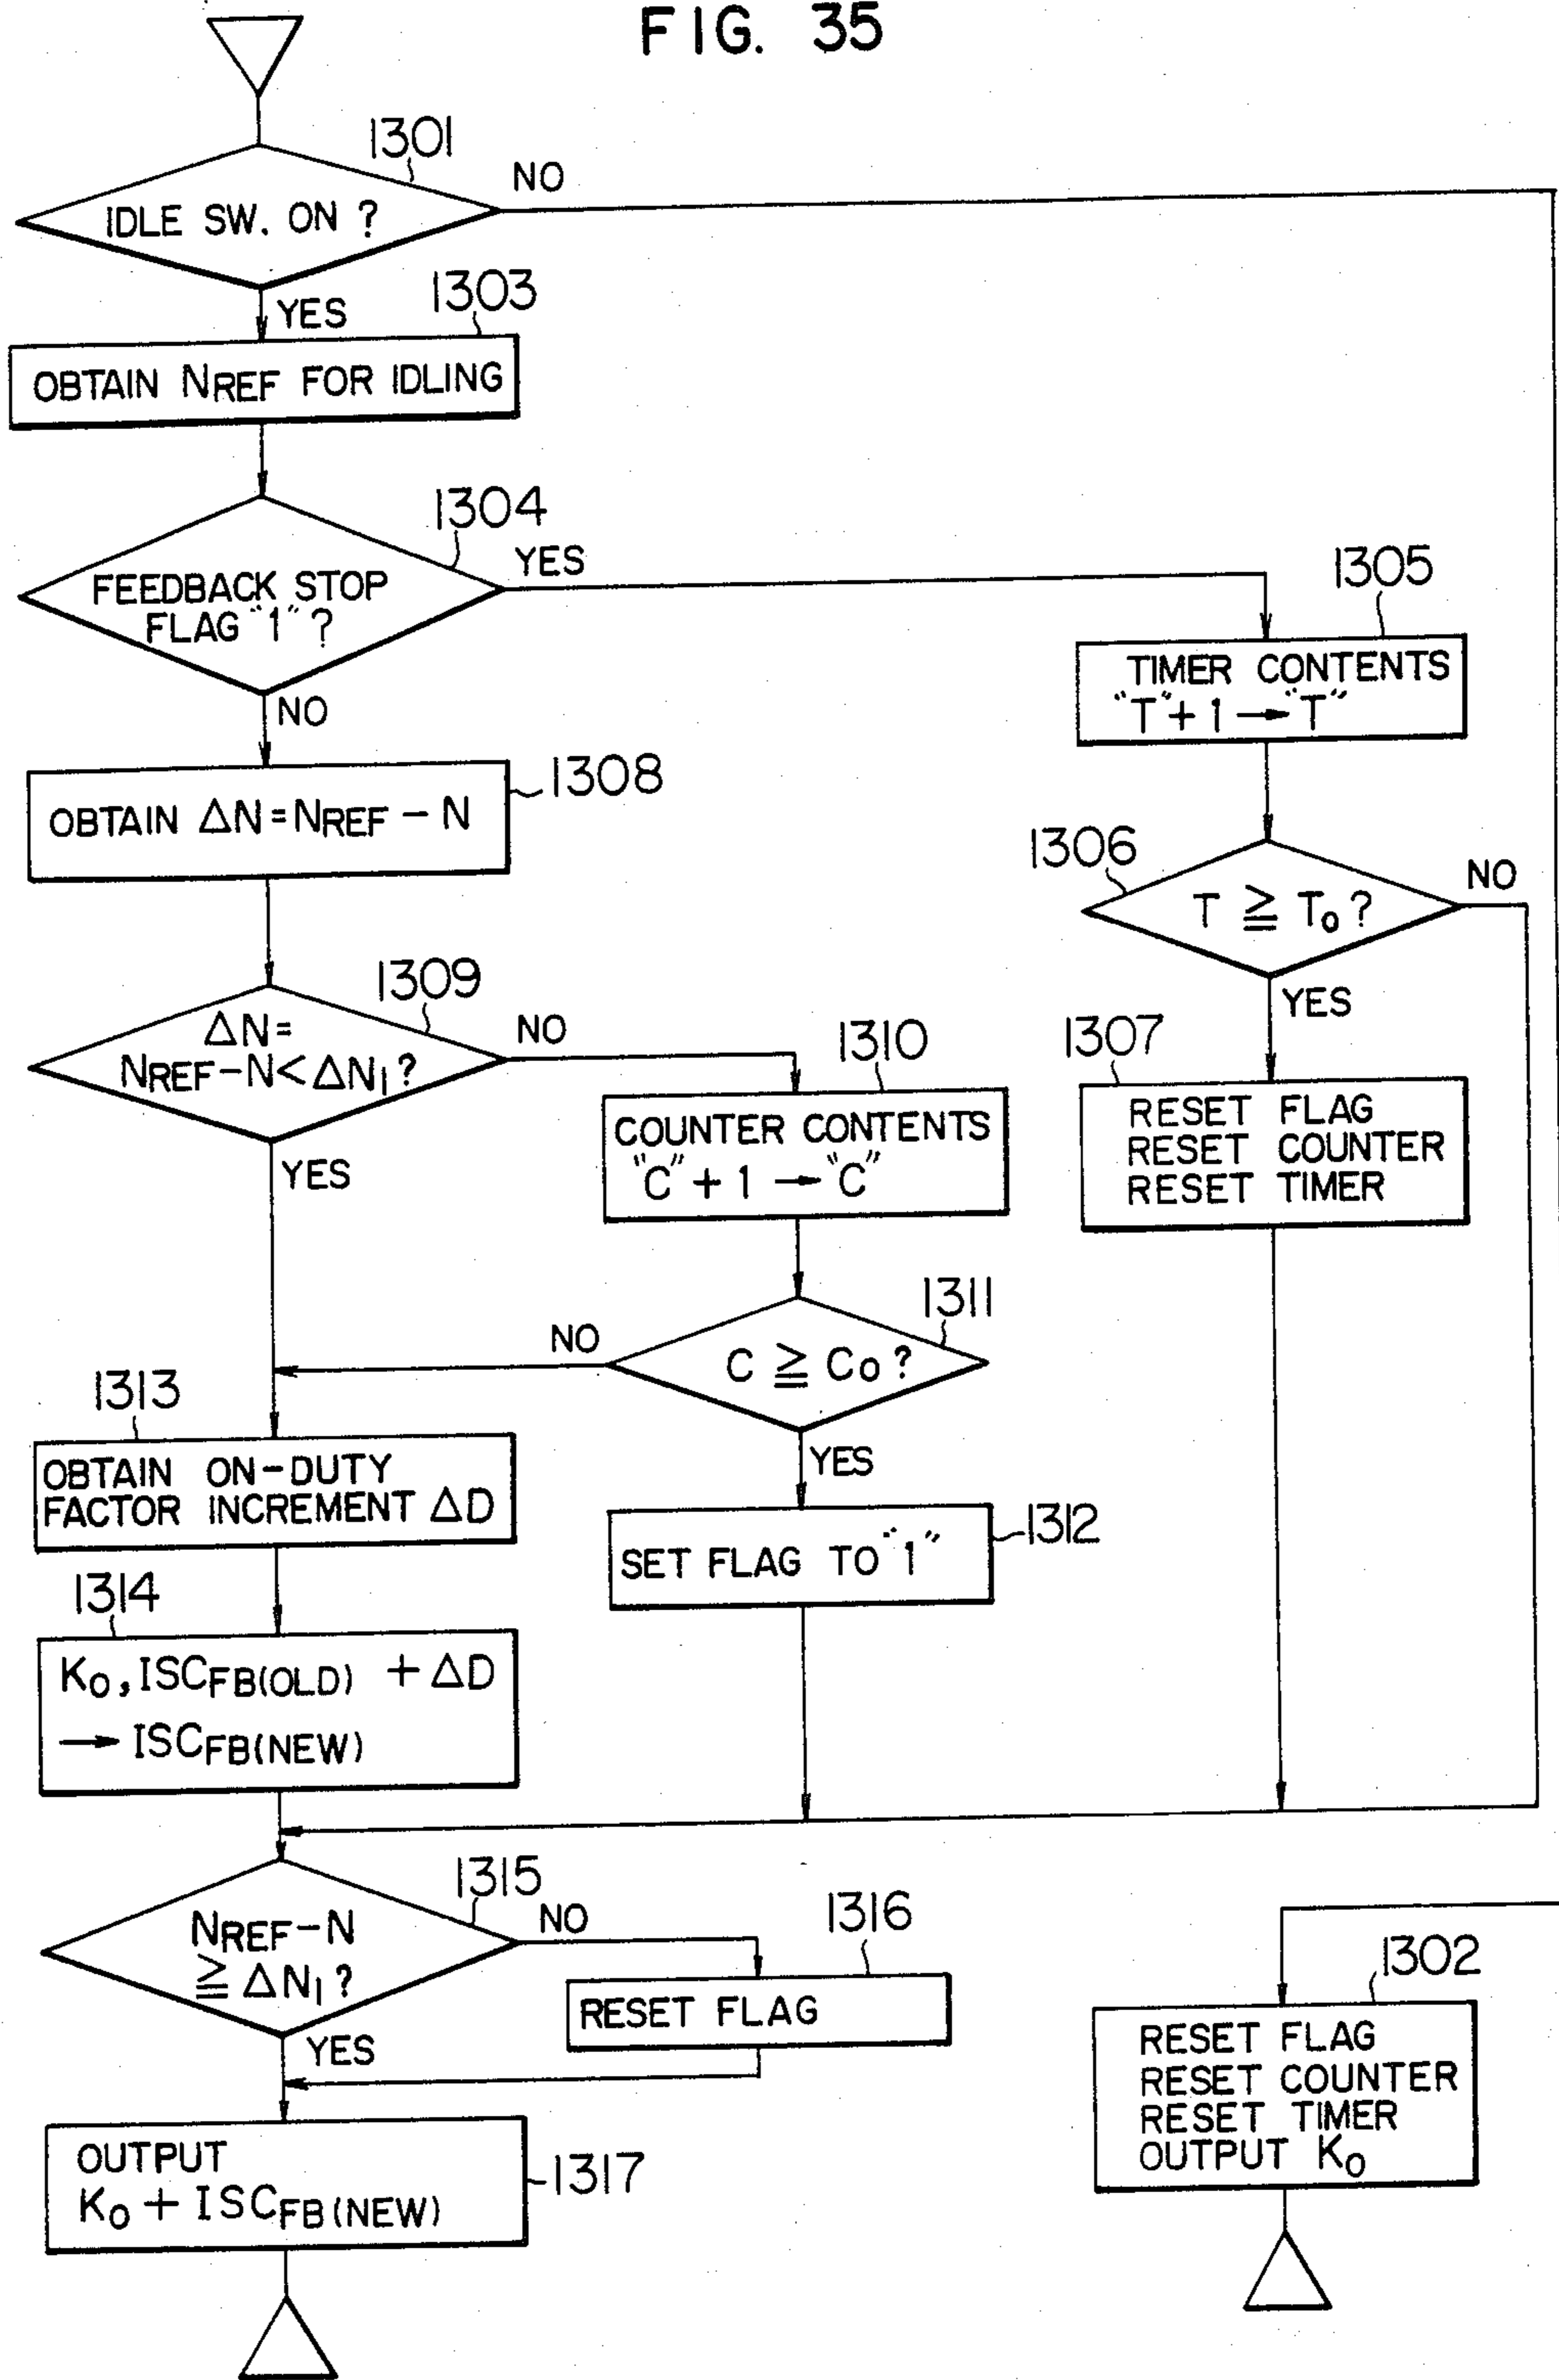 FIG. 35
1301
NO
IDLE SW. ON ?
YES
1303
OBTAIN NREF FOR IDLING
1304
YES
FEEDBACK STOP
FLAG "1" ?
NO
1305
TIMER CONTENTS
"T" + 1 → "T"
1308
OBTAIN ΔN = NREF − N
1306
NO
T ≧ T₀ ?
YES
1309
NO
ΔN =
NREF − N < ΔN₁ ?
YES
1310
COUNTER CONTENTS
"C" + 1 → "C"
1307
RESET FLAG
RESET COUNTER
RESET TIMER
1311
NO
C ≧ C₀ ?
YES
1313
OBTAIN ON-DUTY
FACTOR INCREMENT ΔD
1312
SET FLAG TO "1"
1314
K₀, ISCFB(OLD) + ΔD
→ ISCFB(NEW)
1315
NO
NREF − N
≧ ΔN₁ ?
YES
1316
RESET FLAG
1302
RESET FLAG
RESET COUNTER
RESET TIMER
OUTPUT K₀
OUTPUT
K₀ + ISCFB(NEW)
1317